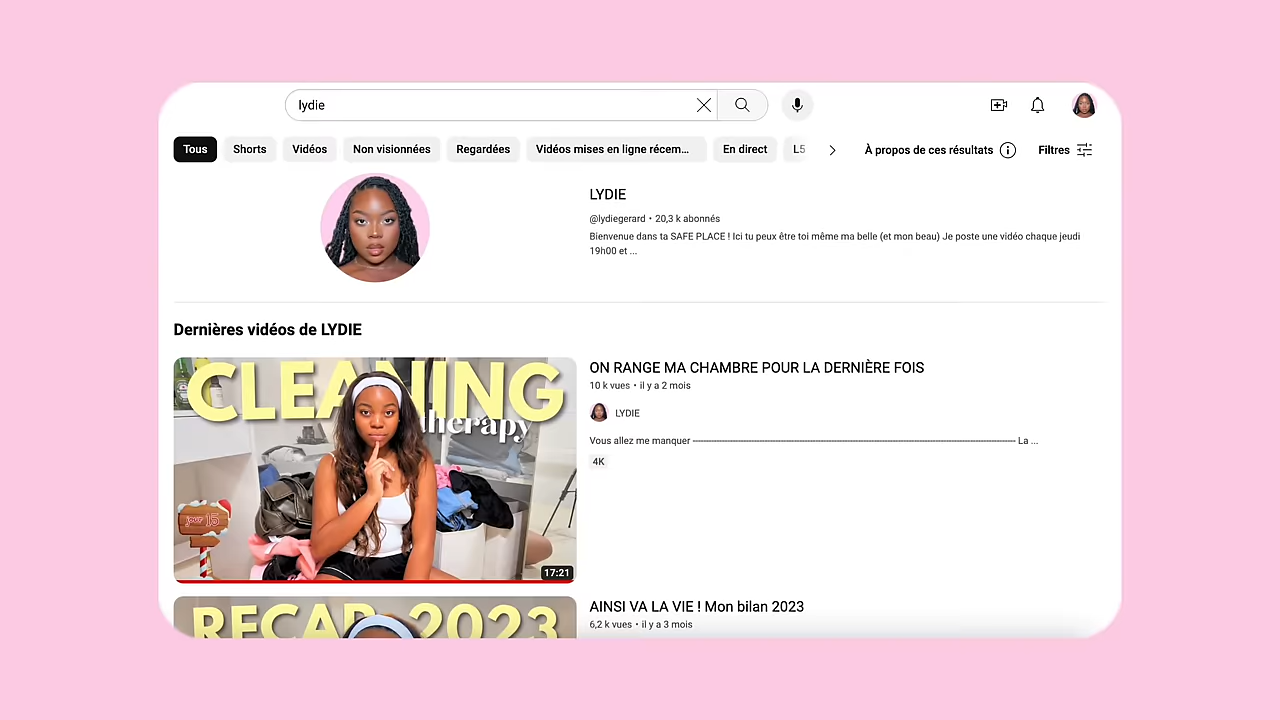 lydie
Tous Shorts Vidéos Non visionnées Regardées Vidéos mises en ligne récem... En direct L5 À propos de ces résultats Filtres
LYDIE
@lydiegerard • 20,3 k abonnés
Bienvenue dans ta SAFE PLACE ! Ici tu peux être toi même ma belle (et mon beau) Je poste une vidéo chaque jeudi
19h00 et ...
Dernières vidéos de LYDIE
CLEANING
therapy
jour 15
17:21
ON RANGE MA CHAMBRE POUR LA DERNIÈRE FOIS
10 k vues • il y a 2 mois
LYDIE
Vous allez me manquer ---------------------------------------------------------------------------------------------------------------- La ...
4K
RECAP 2023
AINSI VA LA VIE ! Mon bilan 2023
6,2 k vues • il y a 3 mois